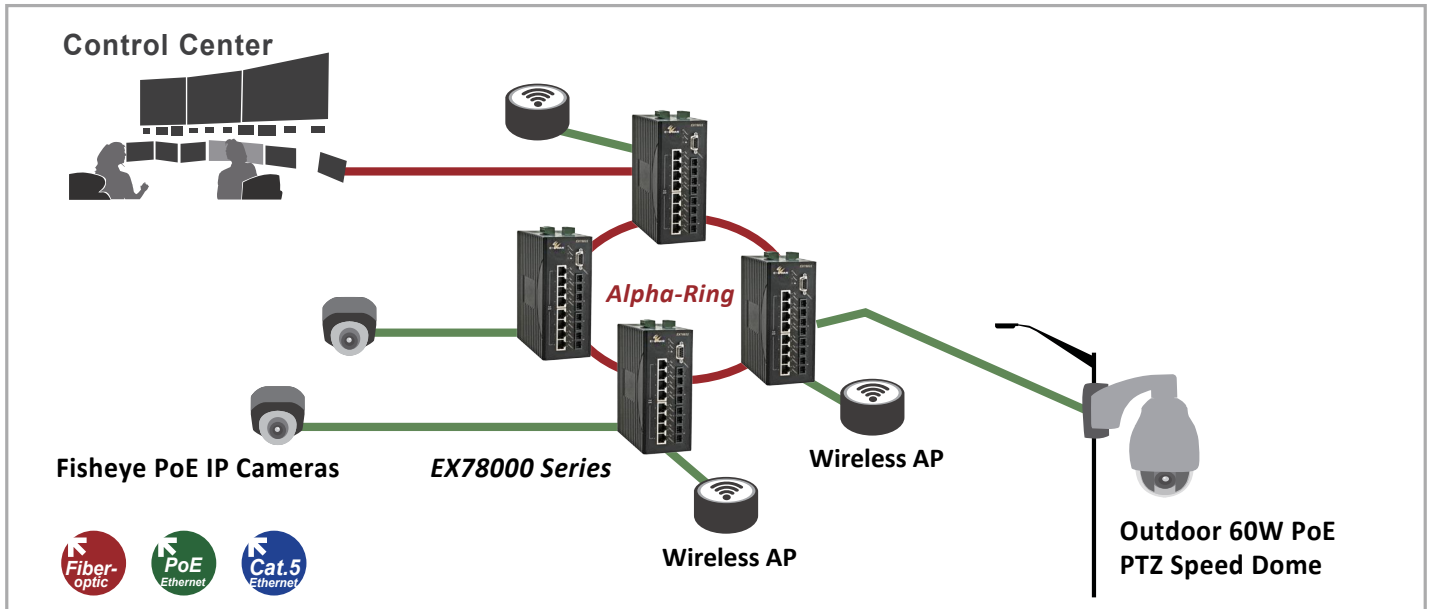 Control Center
Alpha-Ring
Fisheye PoE IP Cameras
EX78000 Series
Wireless AP
Wireless AP
Outdoor 60W PoE
PTZ Speed Dome
Fiber-
optic
PoE
Ethernet
Cat.5
Ethernet